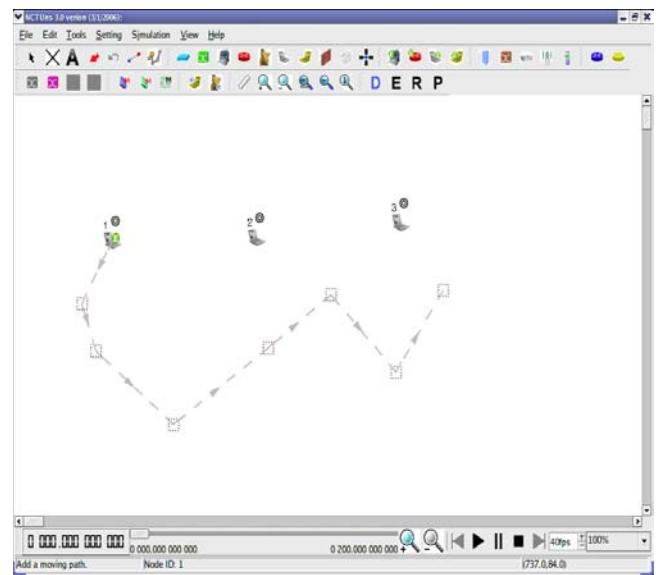 NCTUns 3.0 verion (3/1/2006):
File Edit Tools Setting Simulation View Help
A
D E R P
3
1 2
0 000 .000 000 000
0 000.000 000 000
0 200.000 000 000
40fps
100%
Add a moving path. Node ID: 1 (737.0,84.0)